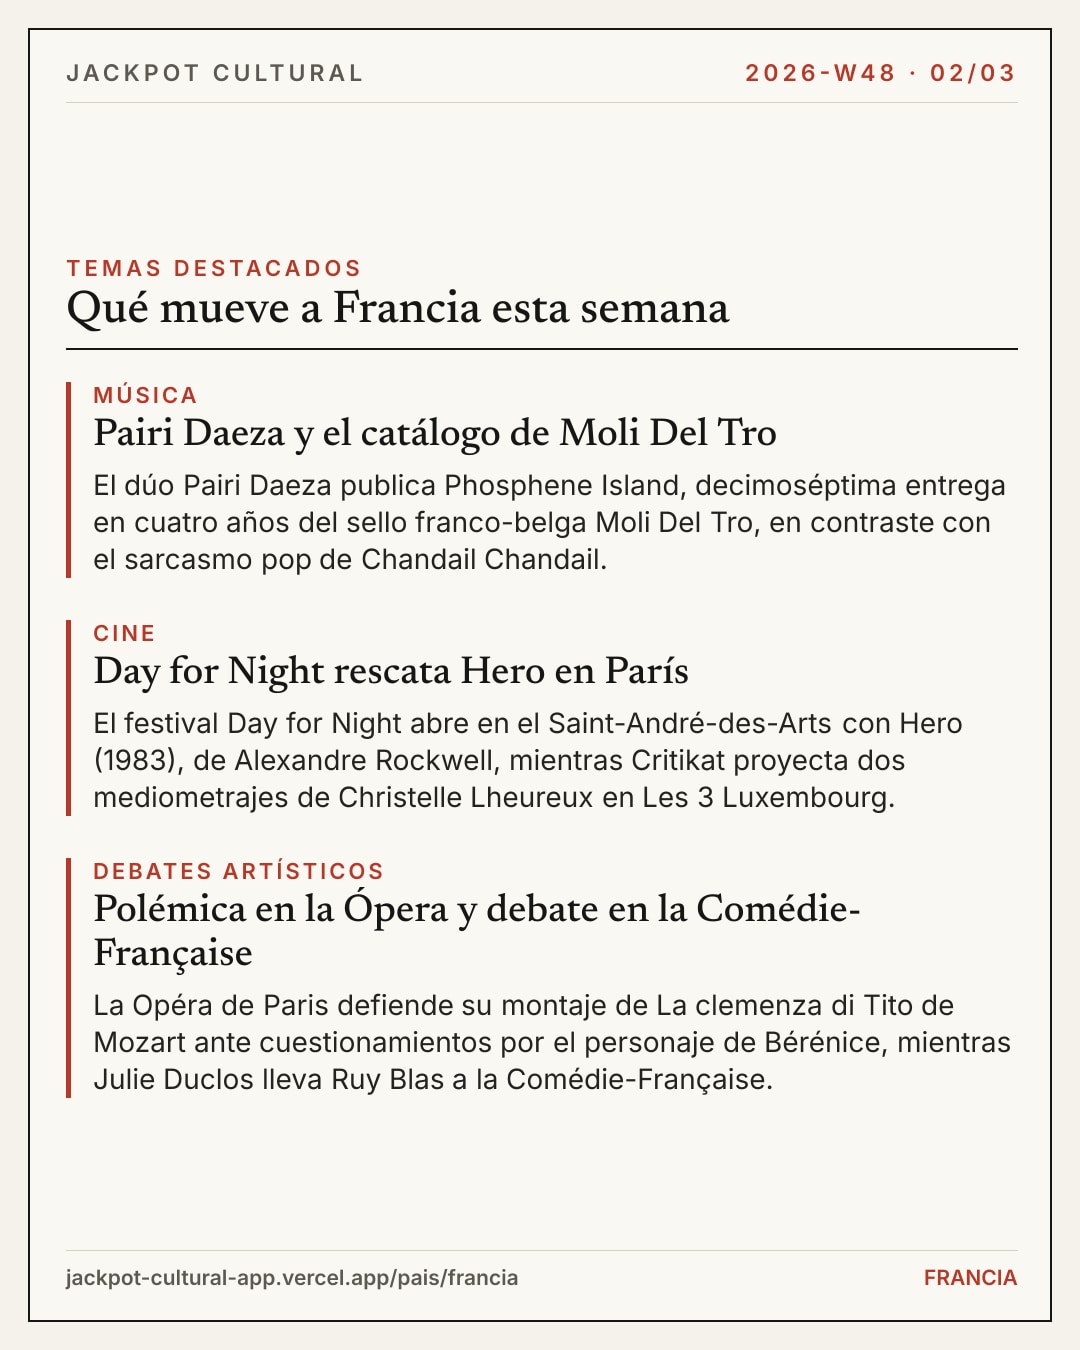 JACKPOT CULTURAL
2026-W48 · 02/03
TEMAS DESTACADOS
Qué mueve a Francia esta semana
MÚSICA
Pairi Daeza y el catálogo de Moli Del Tro
El dúo Pairi Daeza publica Phosphene Island, decimoséptima entrega
en cuatro años del sello franco-belga Moli Del Tro, en contraste con
el sarcasmo pop de Chandail Chandail.
CINE
Day for Night rescata Hero en París
El festival Day for Night abre en el Saint-André-des-Arts con Hero
(1983), de Alexandre Rockwell, mientras Critikat proyecta dos
mediometrajes de Christelle Lheureux en Les 3 Luxembourg.
DEBATES ARTÍSTICOS
Polémica en la Ópera y debate en la Comédie-
Française
La Opéra de Paris defiende su montaje de La clemenza di Tito de
Mozart ante cuestionamientos por el personaje de Bérénice, mientras
Julie Duclos lleva Ruy Blas a la Comédie-Française.
jackpot-cultural-app.vercel.app/pais/francia
FRANCIA